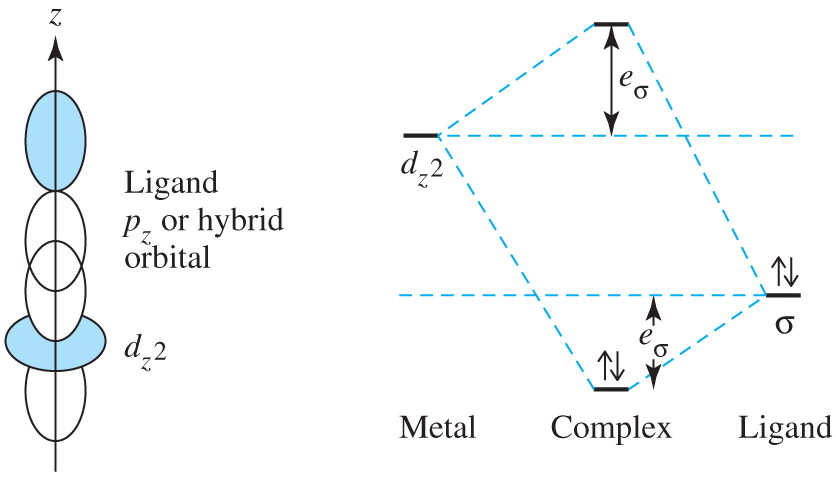 z
Ligand
p_z or hybrid
orbital
d_z2
e_σ
d_z2
σ
e_σ
Metal Complex Ligand